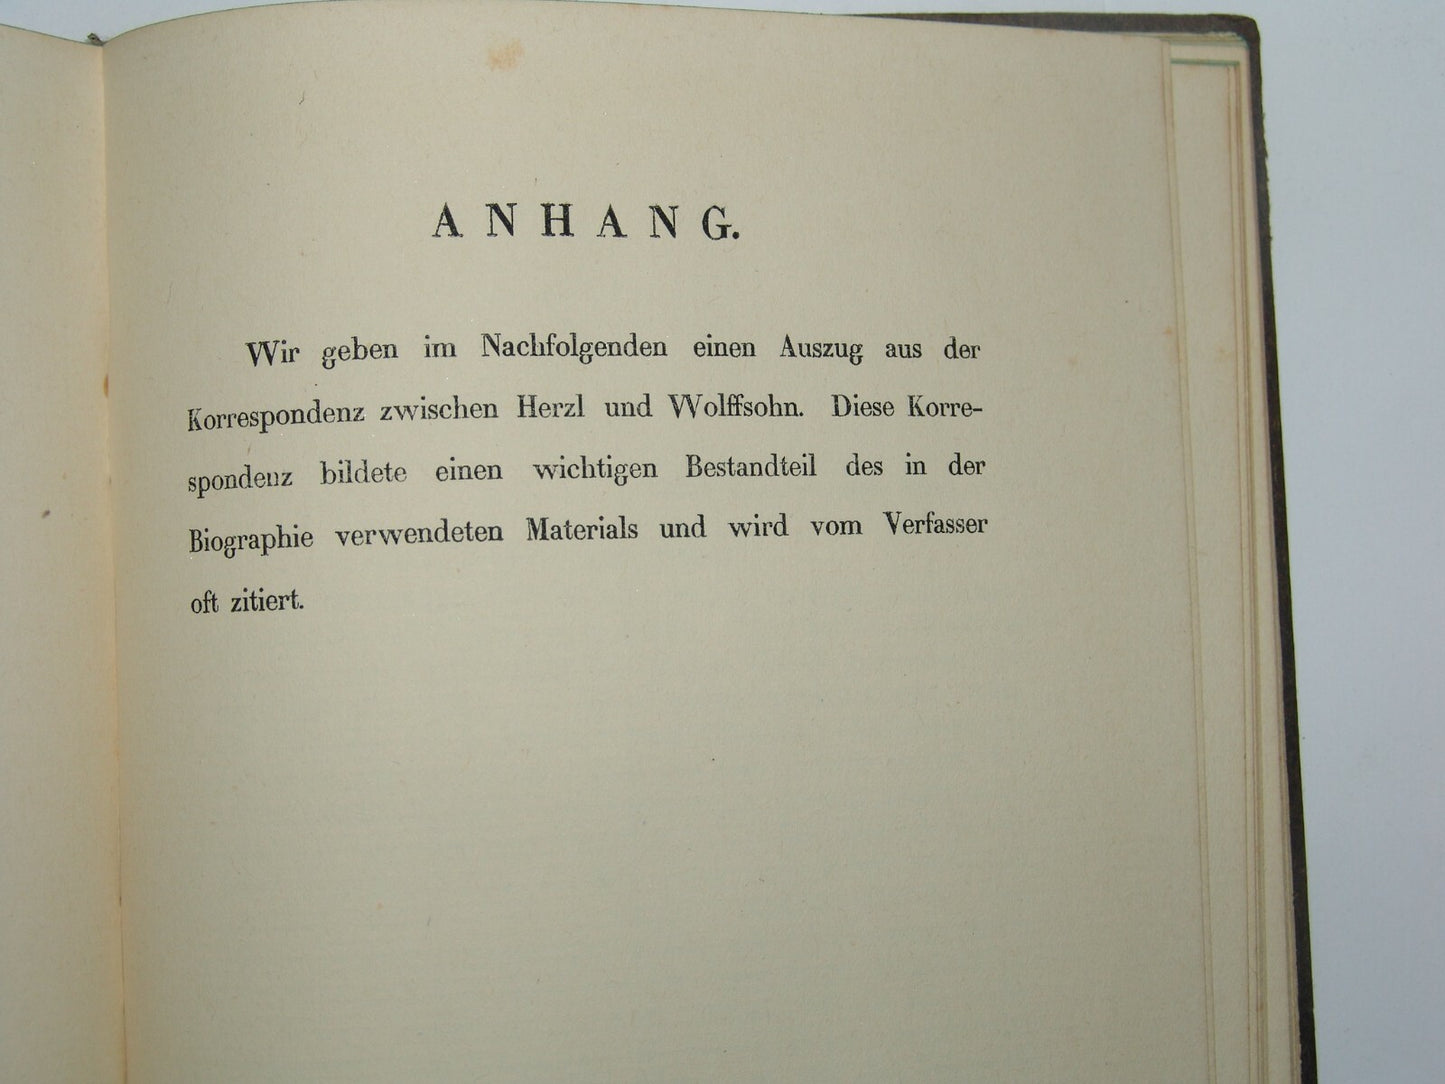 ANHANG.
Wir geben im Nachfolgenden einen Auszug aus der
Korrespondenz zwischen Herzl und Wolffsohn. Diese Korre-
spondenz bildete einen wichtigen Bestandteil des in der
Biographie verwendeten Materials und wird vom Verfasser
oft zitiert.